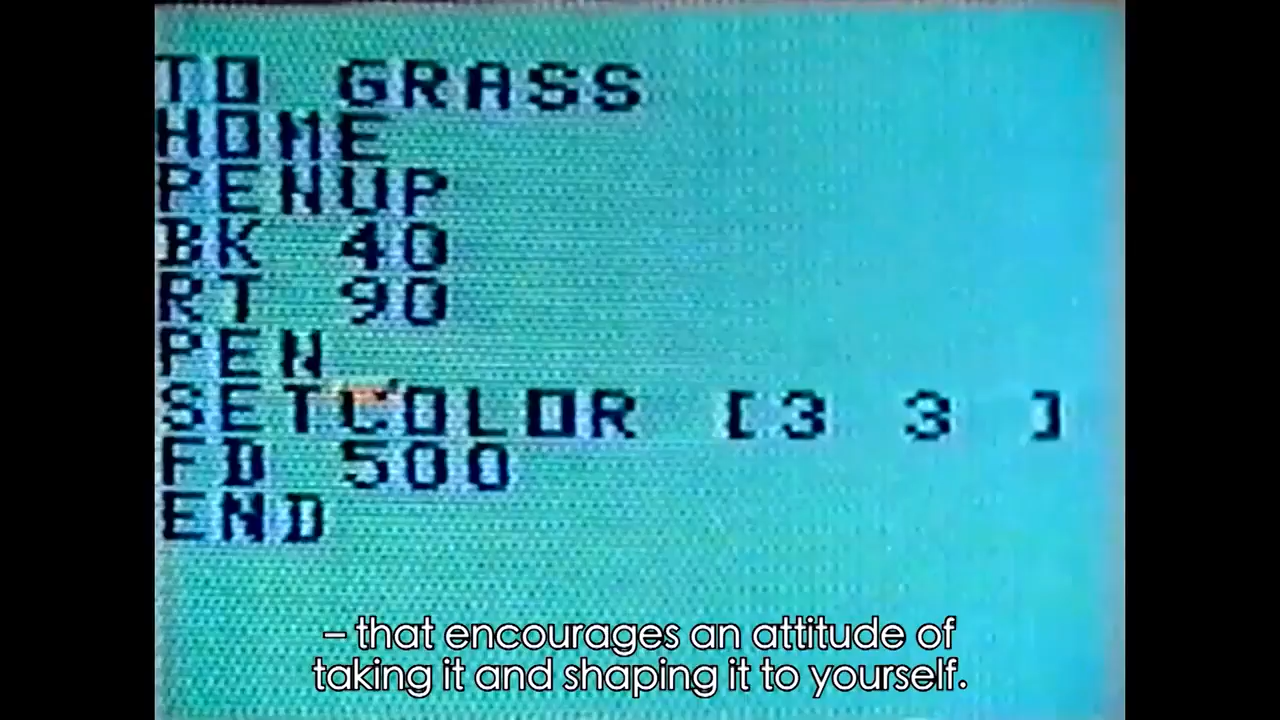 TO GRASS
HOME
PENUP
BK 40
RT 90
PEN
SETCOLOR [3 3 ]
FD 500
END
– that encourages an attitude of
taking it and shaping it to yourself.